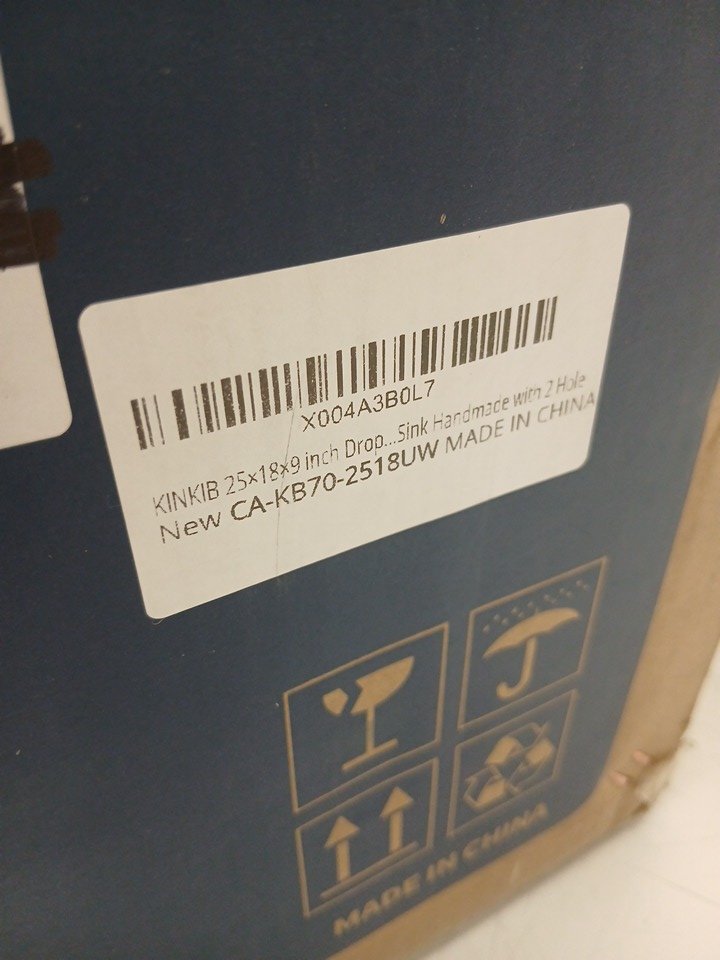 X004A3B0L7
KINKIB 25×18×9 inch Drop...Sink Handmade with 2 Hole
New CA-KB70-2518UW MADE IN CHINA
MADE IN CHINA